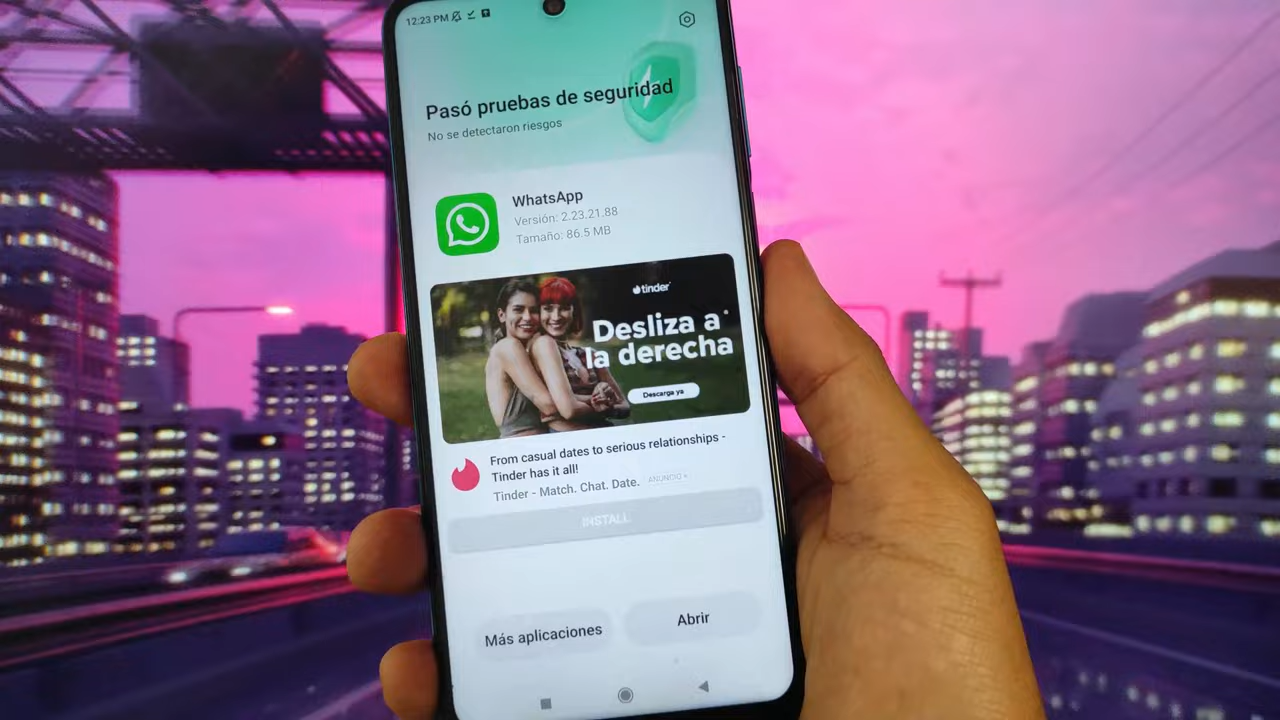 12:23 PM
Pasó pruebas de seguridad
No se detectaron riesgos
WhatsApp
Versión: 2.23.21.88
Tamaño: 86.5 MB
tinder
Desliza a
la derecha
Descarga ya
From casual dates to serious relationships -
Tinder has it all!
Tinder - Match. Chat. Date. ANUNCIO
INSTALL
Más aplicaciones
Abrir